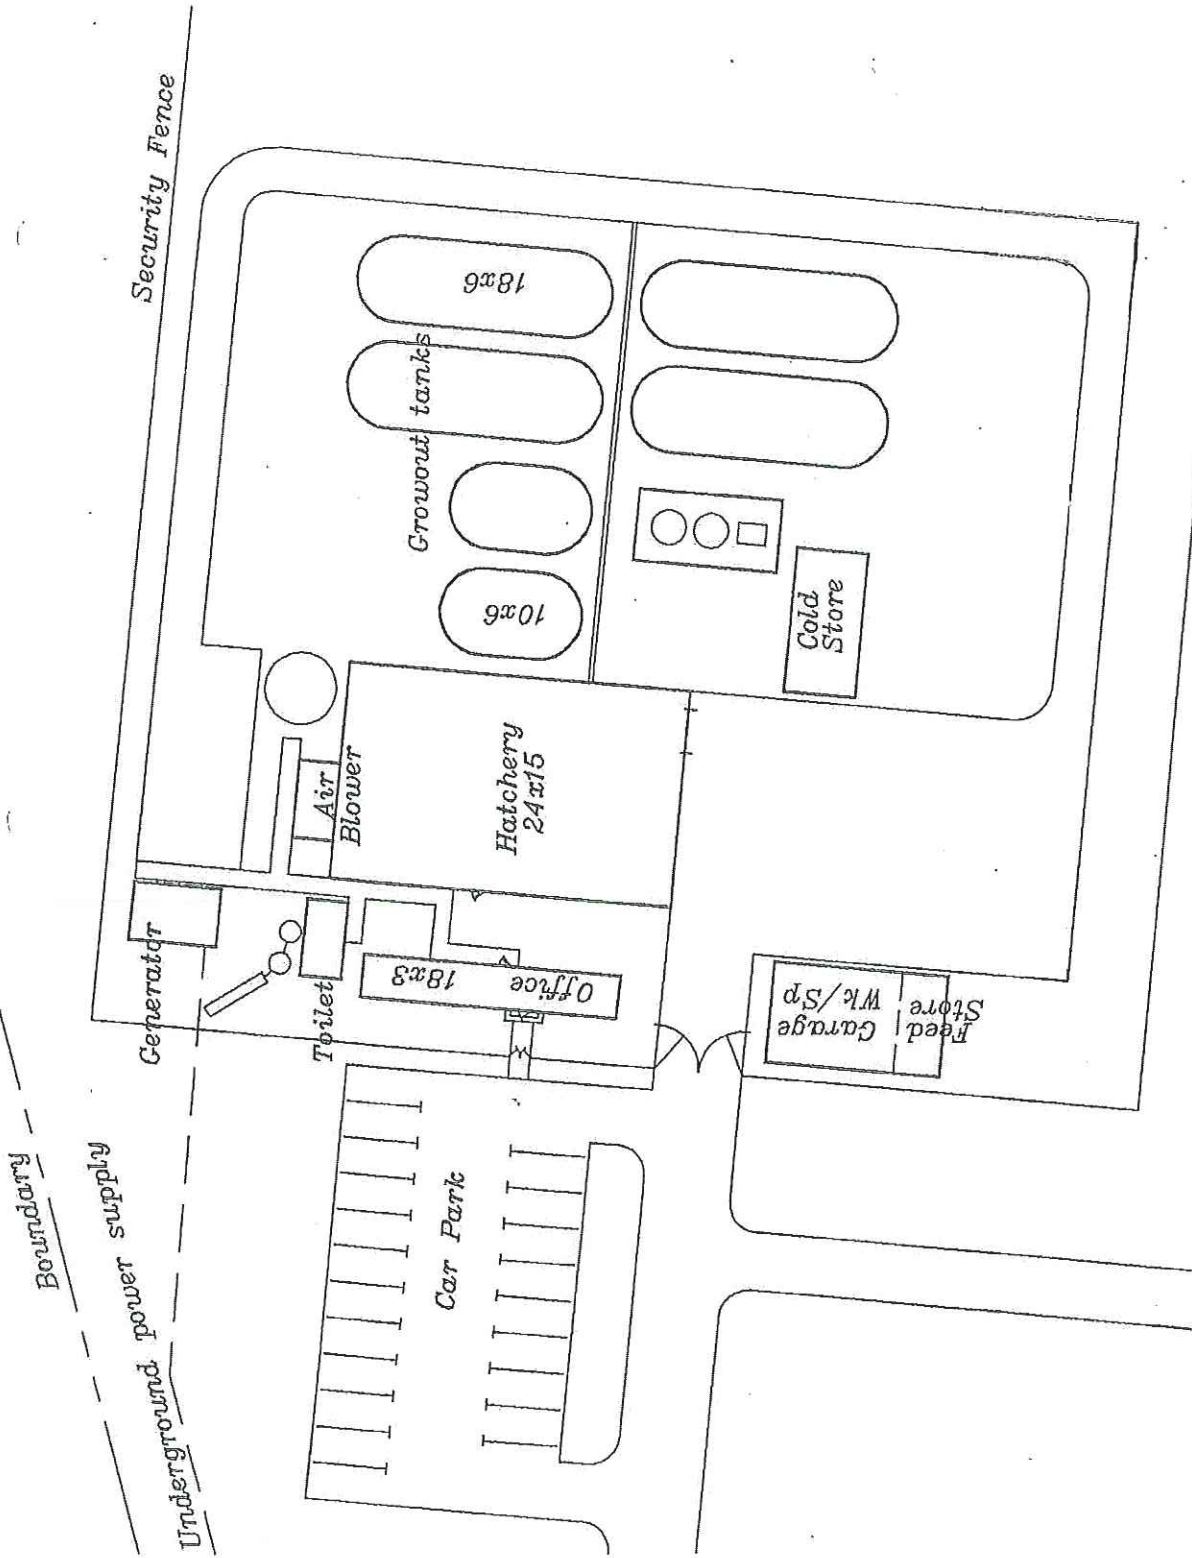 Security Fence
18x6
Growout tanks
10x6
Cold
Store
Air
Blower
Hatchery
24x15
Generator
Toilet
18x3
Office
Garage
Wk/Sp
Feed
Store
Boundary
Underground power supply
Car Park